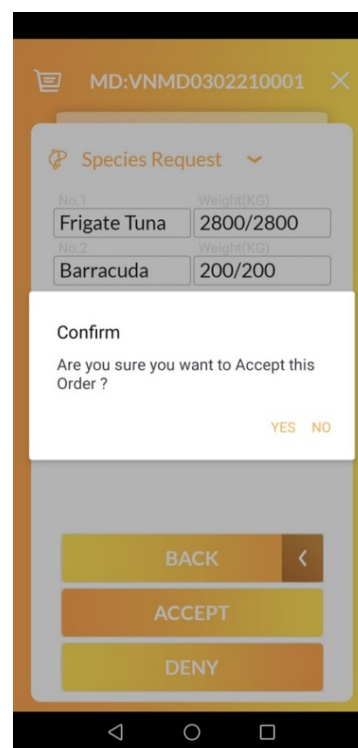 MD:VNMD0302210001
Species Request
No.1 Weight(KG)
Frigate Tuna 2800/2800
No.2 Weight(KG)
Barracuda 200/200
Confirm
Are you sure you want to Accept this
Order ?
YES NO
BACK
ACCEPT
DENY